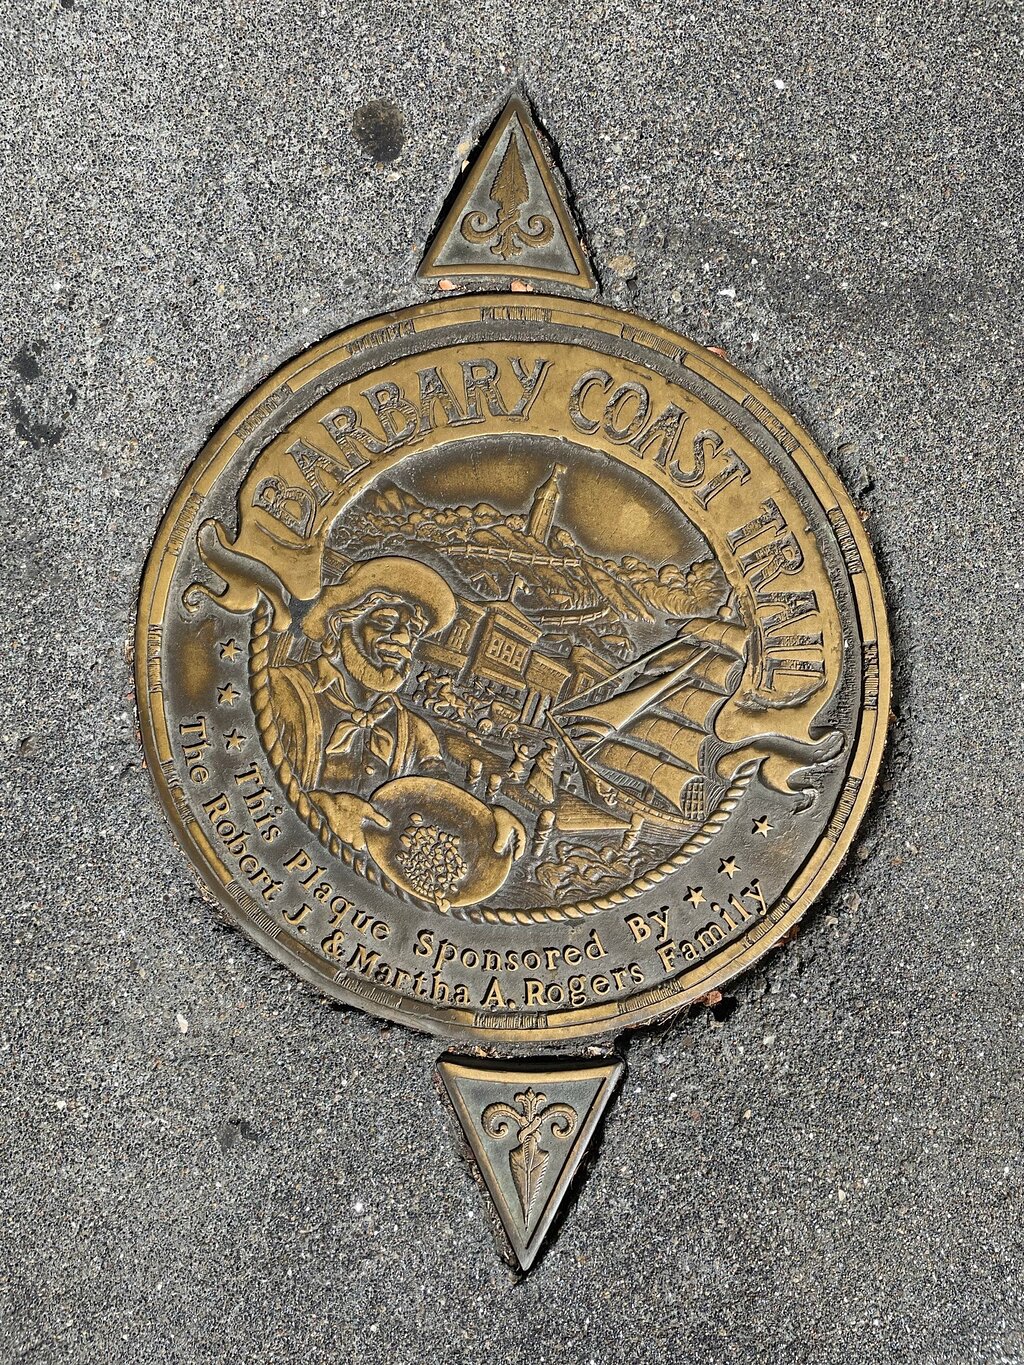 BARBARY COAST TRAIL
This Plaque Sponsored By
The Robert J. & Martha A. Rogers Family